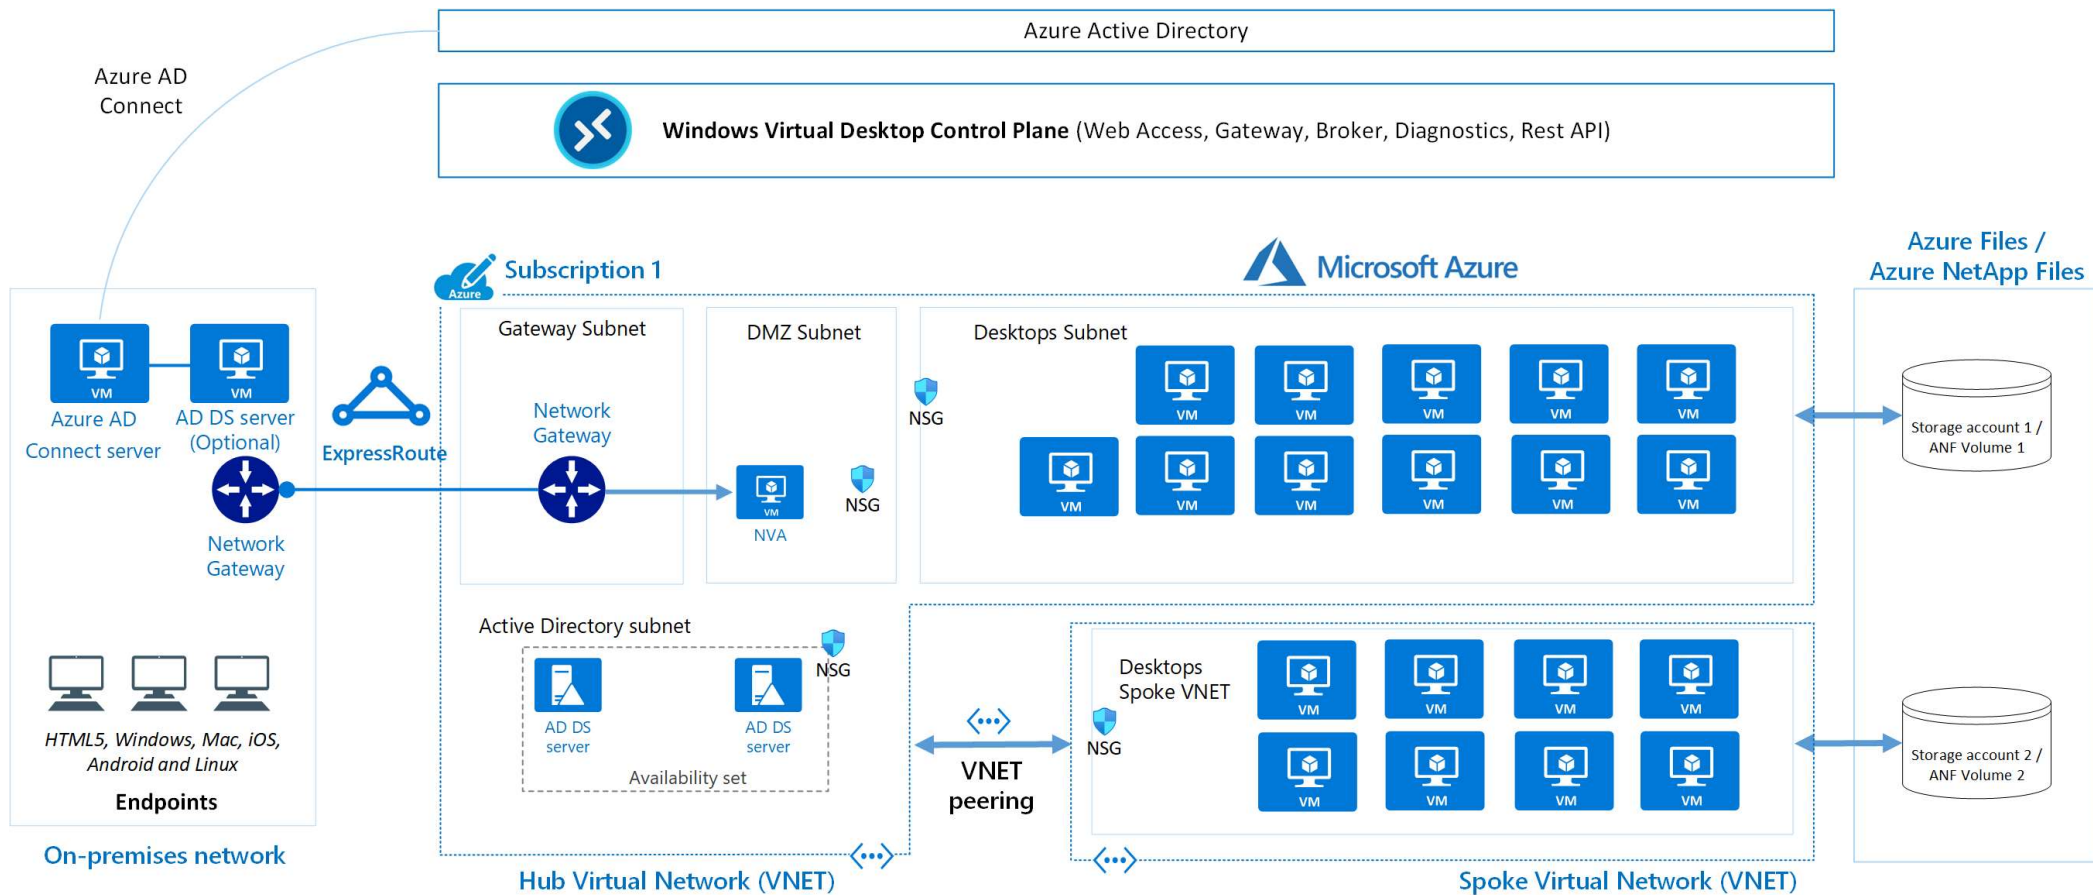 Azure Active Directory
Azure AD
Connect
Windows Virtual Desktop Control Plane (Web Access, Gateway, Broker, Diagnostics, Rest API)
Azure
Subscription 1
Microsoft Azure
Azure Files /
Azure NetApp Files
VM
VM
Azure AD
Connect server
AD DS server
(Optional)
Network
Gateway
HTML5, Windows, Mac, iOS,
Android and Linux
Endpoints
On-premises network
ExpressRoute
Gateway Subnet
Network
Gateway
DMZ Subnet
VM
NVA
NSG
Desktops Subnet
NSG
VM
VM
VM
VM
VM
VM
VM
VM
VM
VM
VM
Storage account 1 /
ANF Volume 1
Active Directory subnet
NSG
AD DS
server
AD DS
server
Availability set
Hub Virtual Network (VNET)
VNET
peering
Desktops
Spoke VNET
NSG
VM
VM
VM
VM
VM
VM
VM
VM
Spoke Virtual Network (VNET)
Storage account 2 /
ANF Volume 2